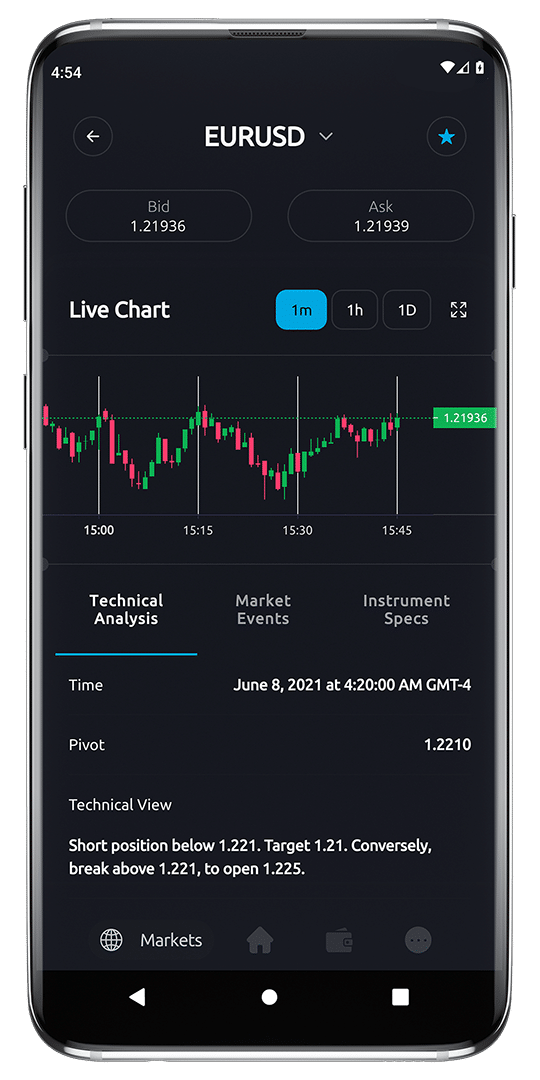 4:54
EURUSD
Bid
1.21936
Ask
1.21939
Live Chart
1m
1h
1D
1.21936
15:00
15:15
15:30
15:45
Technical
Analysis
Market
Events
Instrument
Specs
Time
June 8, 2021 at 4:20:00 AM GMT-4
Pivot
1.2210
Technical View
Short position below 1.221. Target 1.21. Conversely,
break above 1.221, to open 1.225.
Markets